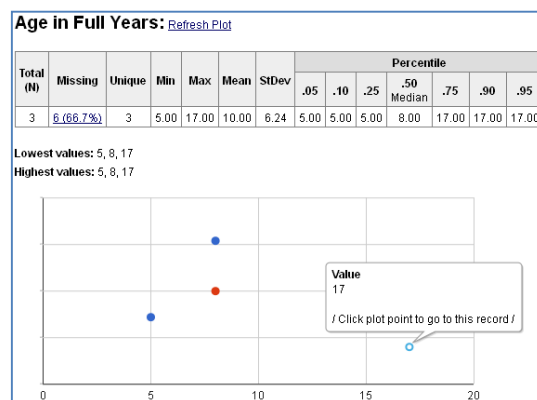 Age in Full Years: Refresh Plot
Total (N) Missing Unique Min Max Mean StDev Percentile
.05 .10 .25 .50 Median .75 .90 .95
3 6 (66.7%) 3 5.00 17.00 10.00 6.24 5.00 5.00 5.00 8.00 17.00 17.00 17.00
Lowest values: 5, 8, 17
Highest values: 5, 8, 17
Value
17
/ Click plot point to go to this record /
0 5 10 15 20